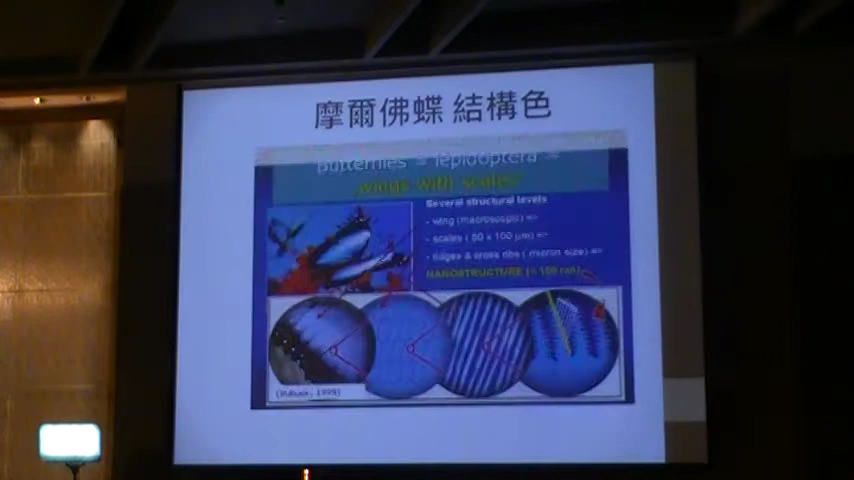 摩爾佛蝶 結構色
butterflies = lepidoptera =
"wings with scales"
Several structural levels
- wing (macroscopic) =>
- scales ( 50 x 100 µm) =>
- ridges & cross ribs ( micron size) =>
NANOSTRUCTURE (≈ 100 nm)
1999)